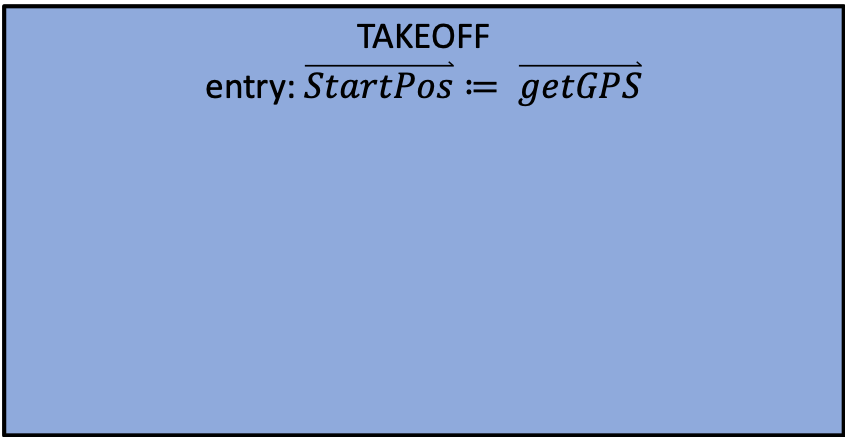 TAKEOFF
entry: StartPos := getGPS